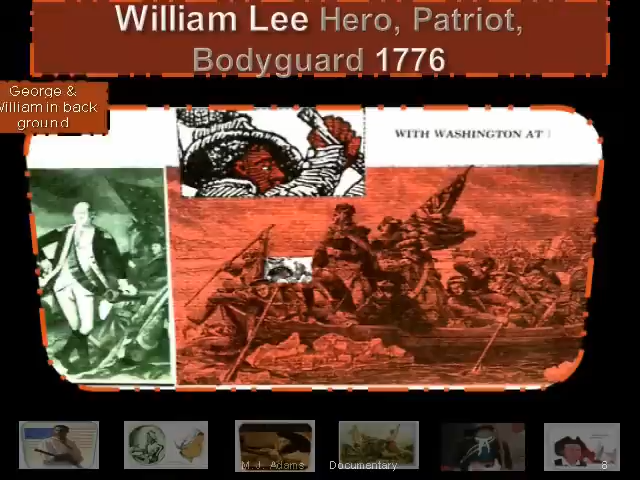 William Lee Hero, Patriot,
Bodyguard 1776
George &
William in back
ground
WITH WASHINGTON AT
M J. Adams Documentary 8